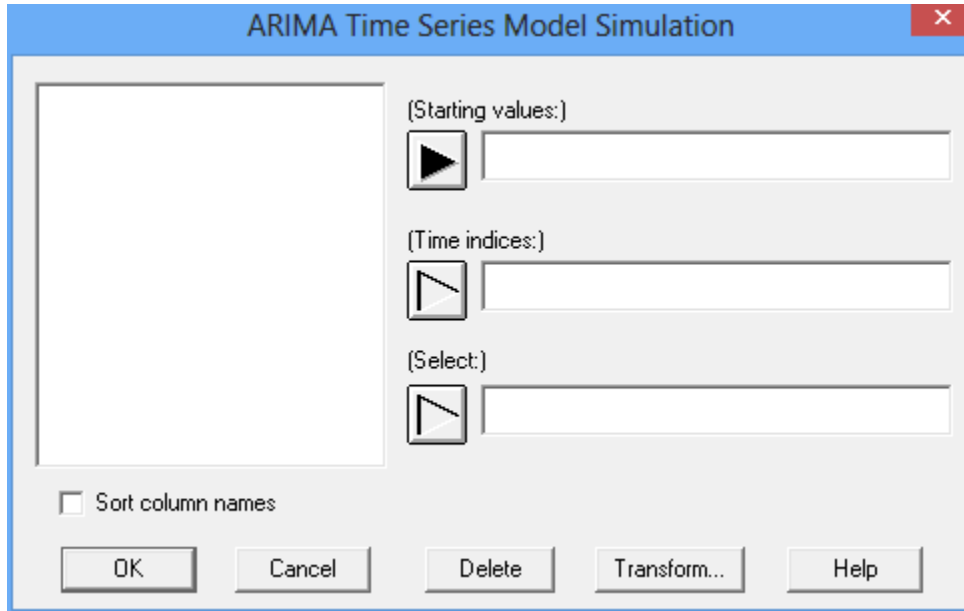 ARIMA Time Series Model Simulation
(Starting values:)
(Time indices:)
(Select:)
Sort column names
OK Cancel Delete Transform... Help